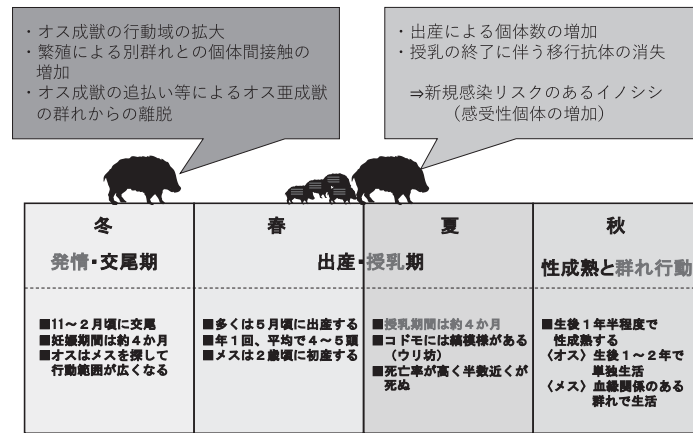 ・オス成獣の行動域の拡大
・繁殖による別群れとの個体間接触の
増加
・オス成獣の追払い等によるオス亜成獣
の群れからの離脱
・出産による個体数の増加
・授乳の終了に伴う移行抗体の消失
⇒新規感染リスクのあるイノシシ
（感受性個体の増加）
冬
発情・交尾期
■11～２月頃に交尾
■妊娠期間は約４か月
■オスはメスを探して
行動範囲が広くなる
春
夏
出産・授乳期
■多くは５月頃に出産する
■年１回、平均で４～５頭
■メスは２歳頃に初産する
■授乳期間は約４か月
■コドモには縞模様がある
（ウリ坊）
■死亡率が高く半数近くが
死ぬ
秋
性成熟と群れ行動
■生後１年半程度で
性成熟する
〈オス〉生後１～２年で
単独生活
〈メス〉血縁関係のある
群れで生活